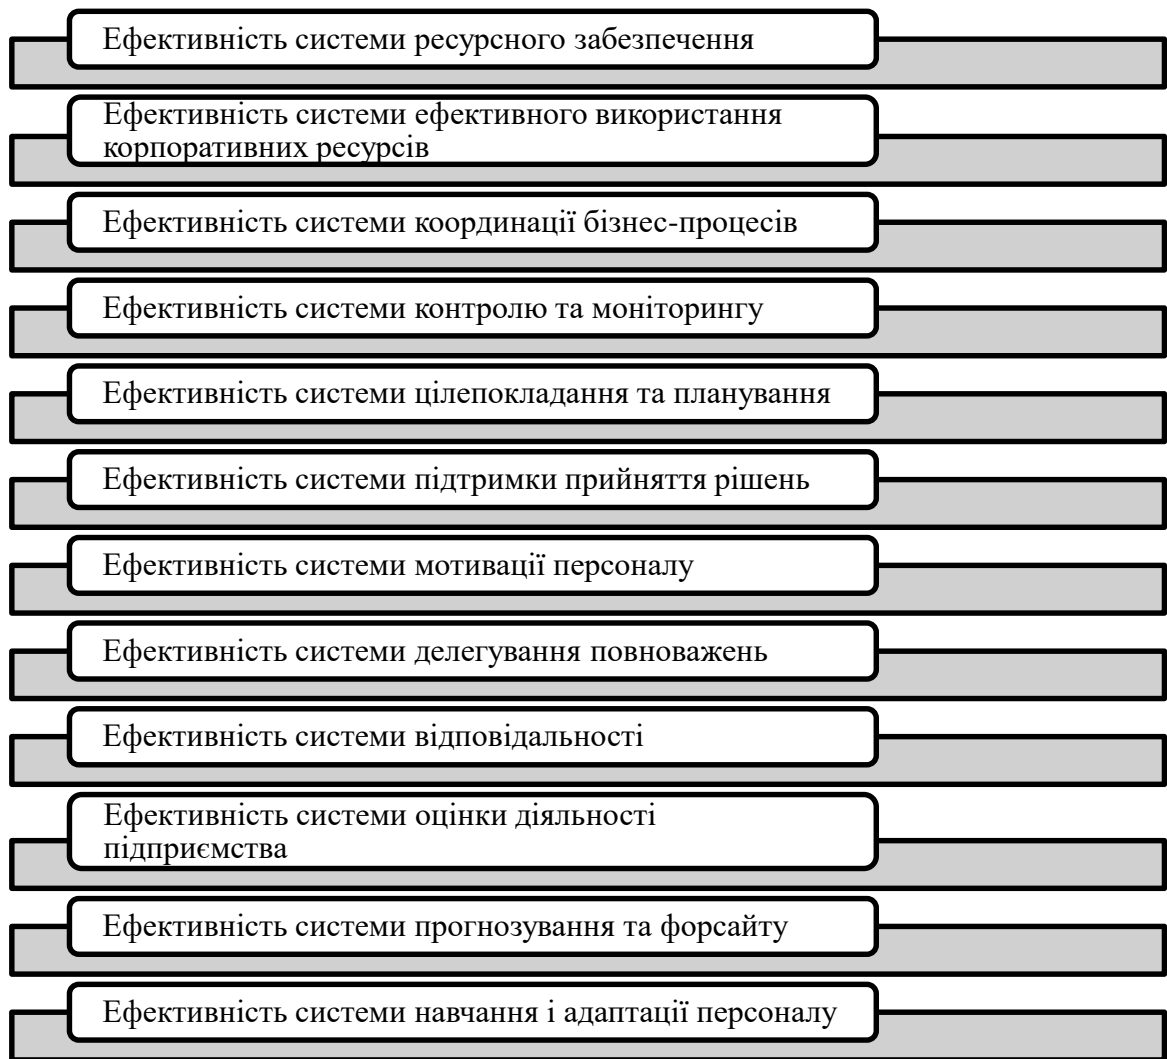 Ефективність системи ресурсного забезпечення
Ефективність системи ефективного використання
корпоративних ресурсів
Ефективність системи координації бізнес-процесів
Ефективність системи контролю та моніторингу
Ефективність системи цілепокладання та планування
Ефективність системи підтримки прийняття рішень
Ефективність системи мотивації персоналу
Ефективність системи делегування повноважень
Ефективність системи відповідальності
Ефективність системи оцінки діяльності
підприємства
Ефективність системи прогнозування та форсайту
Ефективність системи навчання і адаптації персоналу